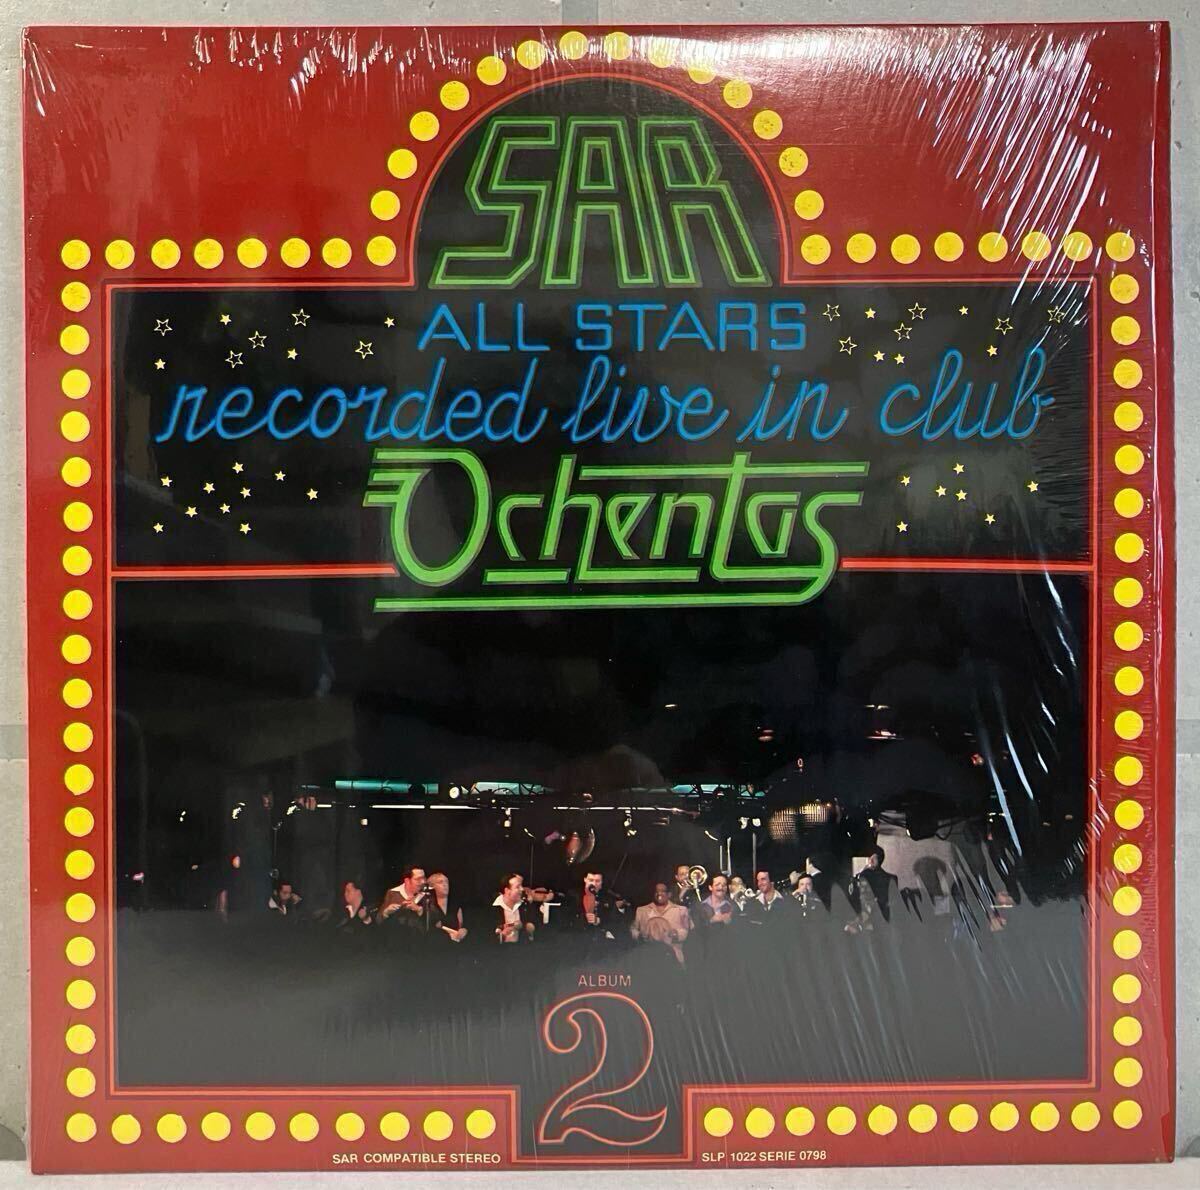 SAR
ALL STARS
recorded live in club
Ochentas
ALBUM
2
SAR COMPATIBLE STEREO
SLP 1022 SERIE 0798